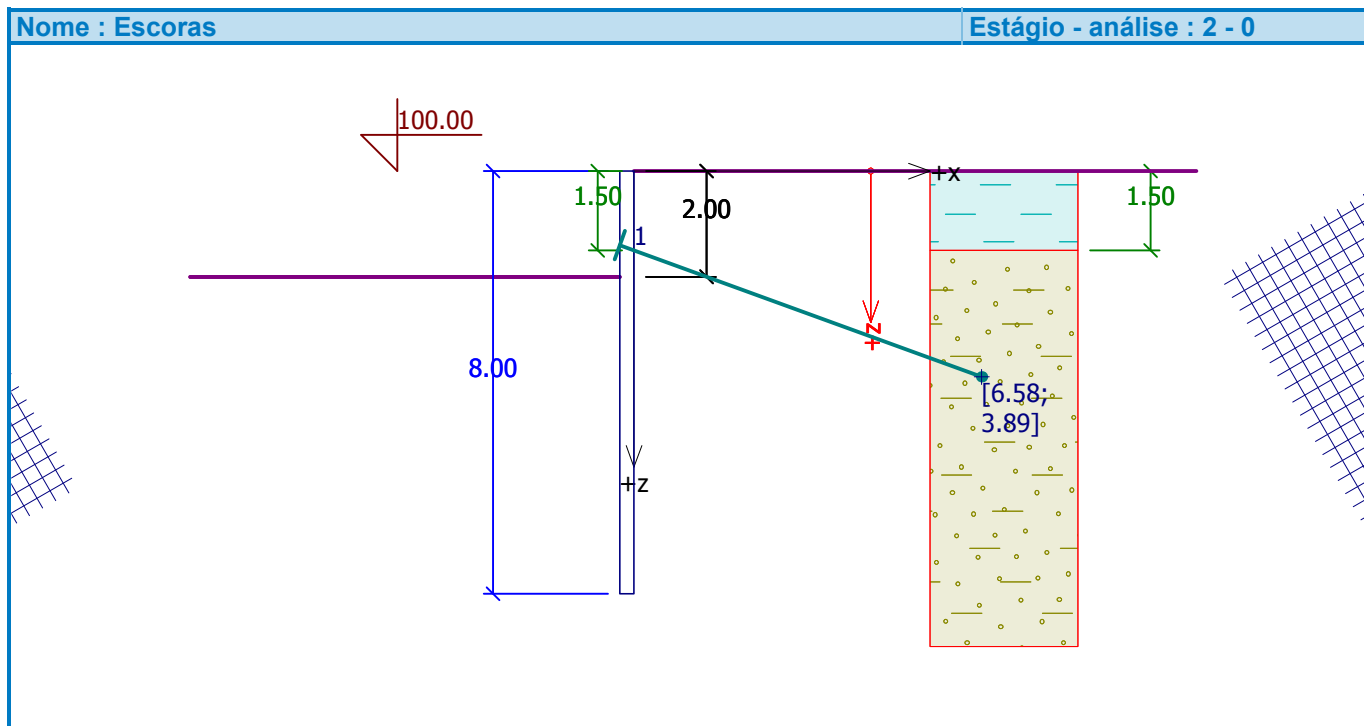 Nome : Escoras
Estágio - análise : 2 - 0
100.00
+x
1.50
2.00
1.50
1
+z
8.00
[6.58;
3.89]
+z